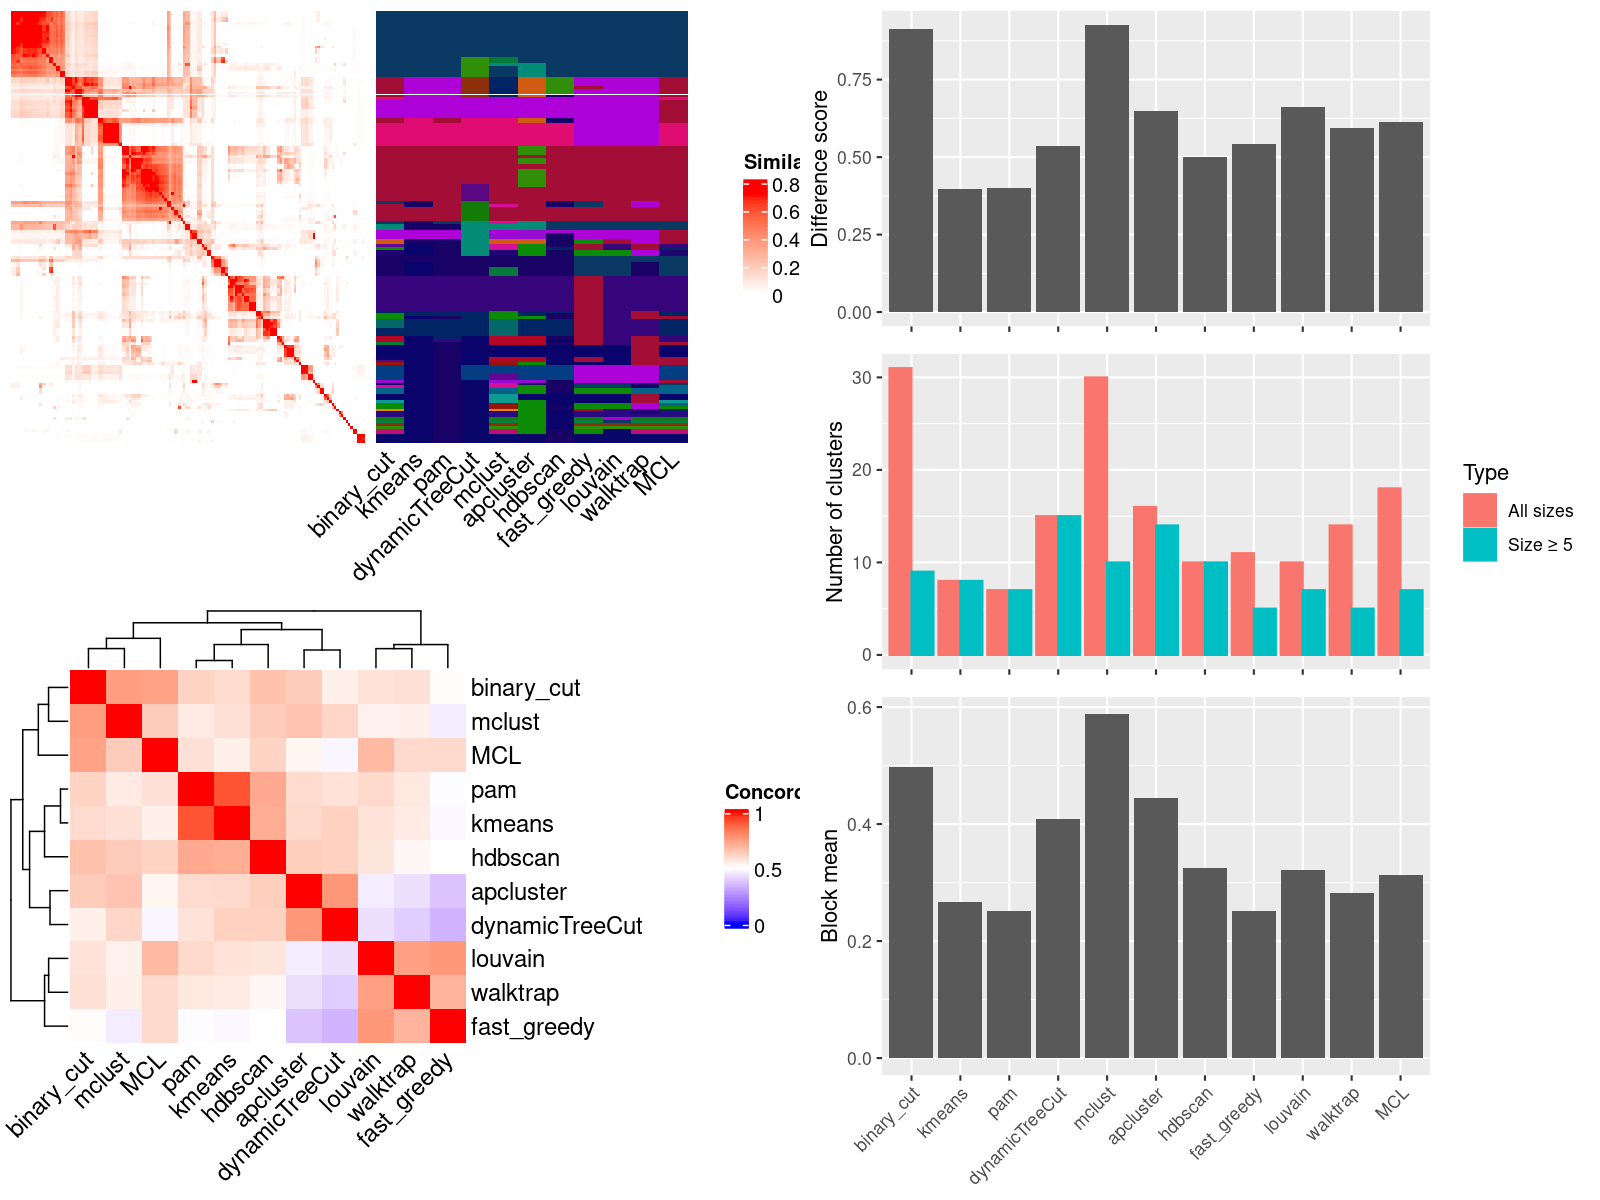 Simila
0.8
0.6
0.4
0.2
0
binary_cut
kmeans
pam
dynamicTreeCut
mclust
apcluster
hdbscan
fast_greedy
louvain
walktrap
MCL
binary_cut
mclust
MCL
pam
kmeans
hdbscan
apcluster
dynamicTreeCut
louvain
walktrap
fast_greedy
binary_cut
mclust
MCL
pam
kmeans
hdbscan
apcluster
dynamicTreeCut
louvain
walktrap
fast_greedy
Concord
1
0.5
0
Difference score
0.75
0.50
0.25
0.00
Number of clusters
30
20
10
0
Type
All sizes
Size ≥ 5
Block mean
0.6
0.4
0.2
0.0
binary_cut
kmeans
pam
dynamicTreeCut
mclust
apcluster
hdbscan
fast_greedy
louvain
walktrap
MCL